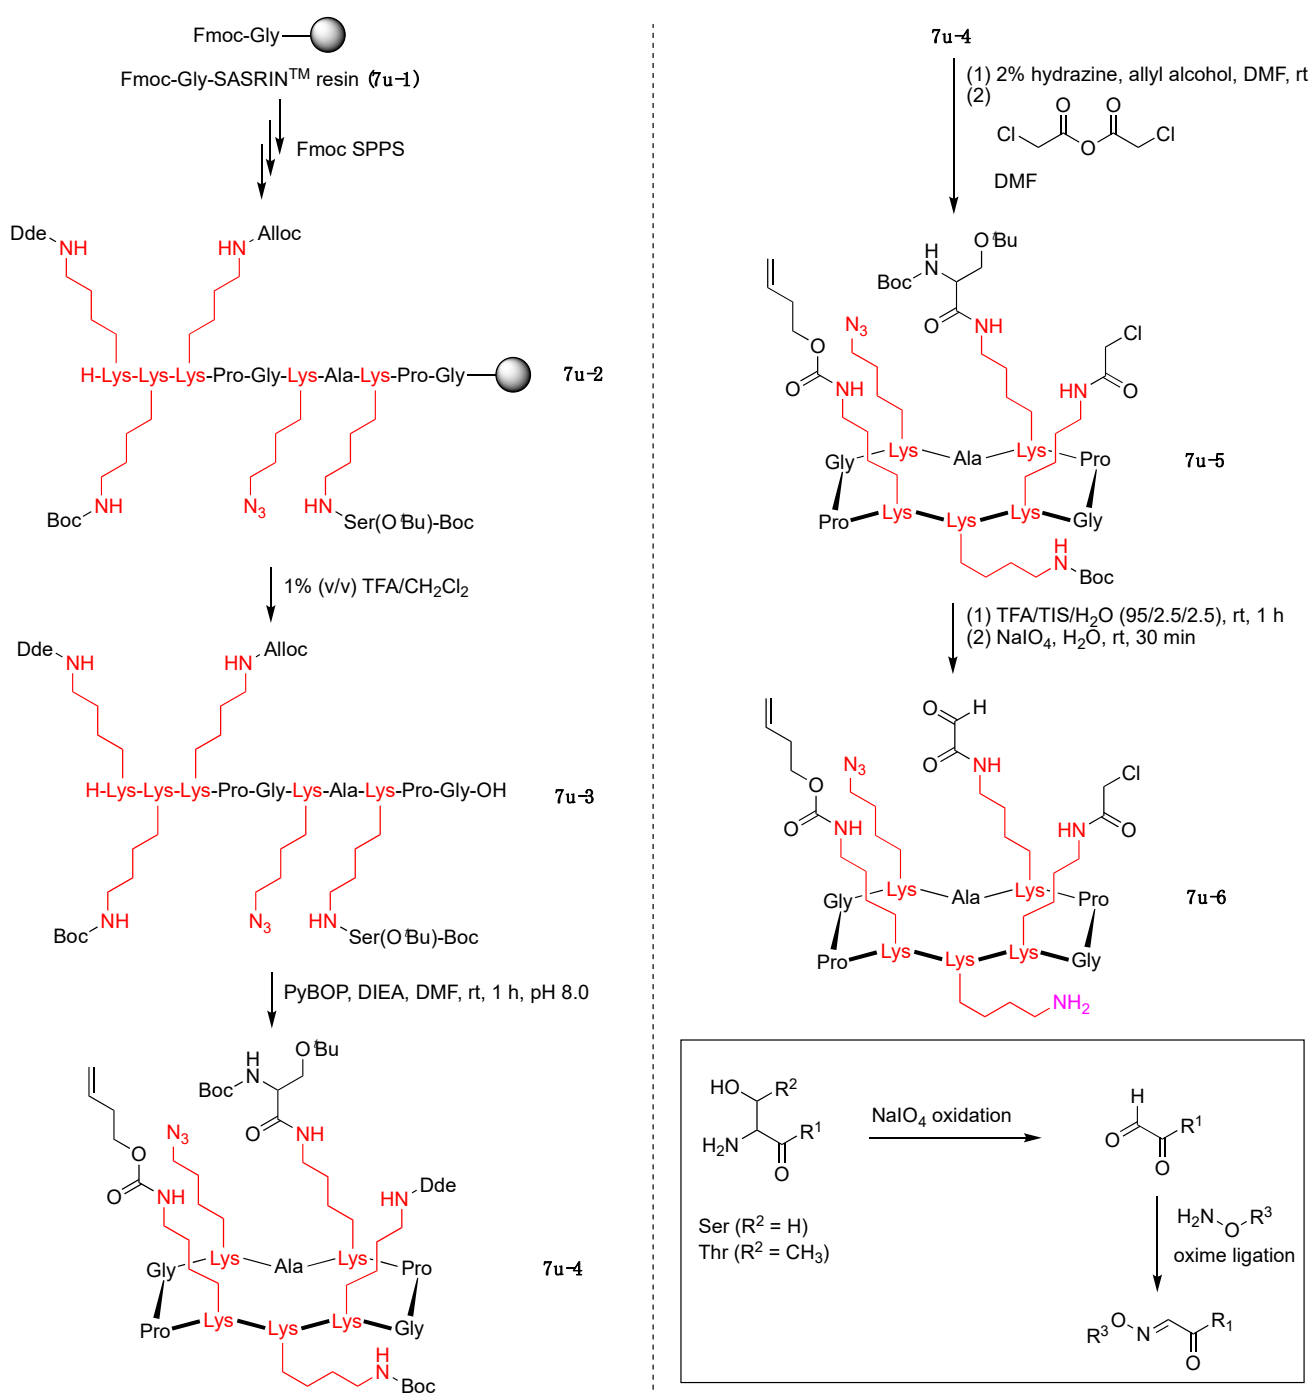 Fmoc-Gly
Fmoc-Gly-SASRIN™ resin (7u-1)
Fmoc SPPS
Dde
NH
HN
Alloc
H-Lys-Lys-Lys-Pro-Gly-Lys-Ala-Lys-Pro-Gly
7u-2
Boc
NH
N3
HN
Ser(OtBu)-Boc
1% (v/v) TFA/CH2Cl2
Dde
NH
HN
Alloc
H-Lys-Lys-Lys-Pro-Gly-Lys-Ala-Lys-Pro-Gly-OH
7u-3
Boc
NH
N3
HN
Ser(OtBu)-Boc
PyBOP, DIEA, DMF, rt, 1 h, pH 8.0
OtBu
H
N
Boc
O
NH
N3
O
O
NH
HN
Dde
Lys
Ala
Lys
Gly
Pro
7u-4
Pro
Lys
Lys
Lys
Gly
H
N
Boc
7u-4
(1) 2% hydrazine, allyl alcohol, DMF, rt
(2)
O
O
Cl
O
Cl
DMF
OtBu
H
N
Boc
O
NH
N3
O
O
NH
Cl
HN
O
Lys
Ala
Lys
Gly
Pro
7u-5
Pro
Lys
Lys
Lys
Gly
H
N
Boc
(1) TFA/TIS/H2O (95/2.5/2.5), rt, 1 h
(2) NaIO4, H2O, rt, 30 min
O
H
O
NH
N3
O
O
NH
Cl
HN
O
Lys
Ala
Lys
Gly
Pro
7u-6
Pro
Lys
Lys
Lys
Gly
NH2
HO
R2
H2N
R1
O
NaIO4 oxidation
H
O
R1
O
Ser (R2 = H)
Thr (R2 = CH3)
H2N
O
R3
oxime ligation
R3
O
N
R1
O